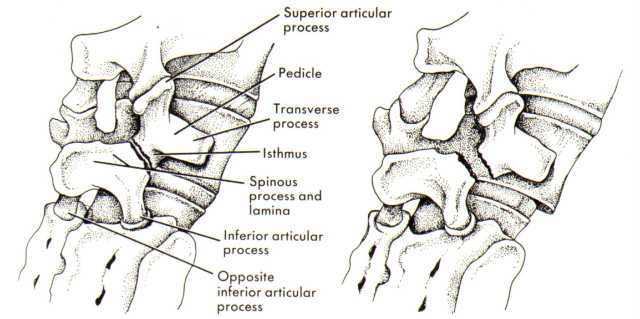 Superior articular
process
Pedicle
Transverse
process
Isthmus
Spinous
process and
lamina
Inferior articular
process
Opposite
inferior articular
process